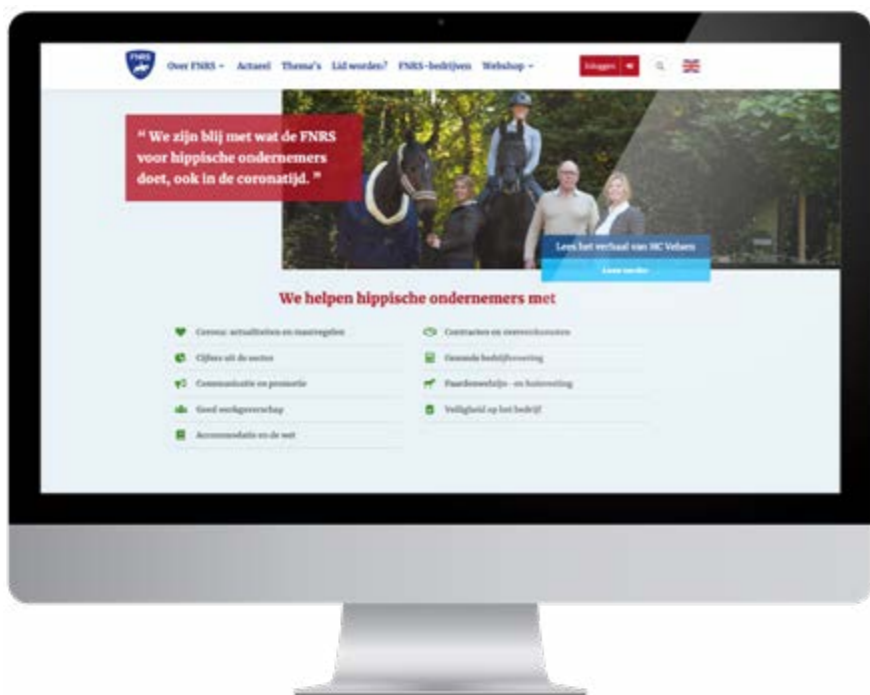 FNRS
Over FNRS Actueel Thema's Lid worden? FNRS-bedrijven Webshop Inloggen
“ We zijn blij met wat de FNRS
voor hippische ondernemers
doet, ook in de coronatijd. ”
Lees het verhaal van HC Velsen
Lees verder
We helpen hippische ondernemers met
Corona: actualiteiten en maatregelen
Cijfers uit de sector
Communicatie en promotie
Goed werkgeverschap
Accommodatie en de wet
Contracten en overeenkomsten
Gezonde bedrijfsvoering
Paardenwelzijn- en huisvesting
Veiligheid op het bedrijf